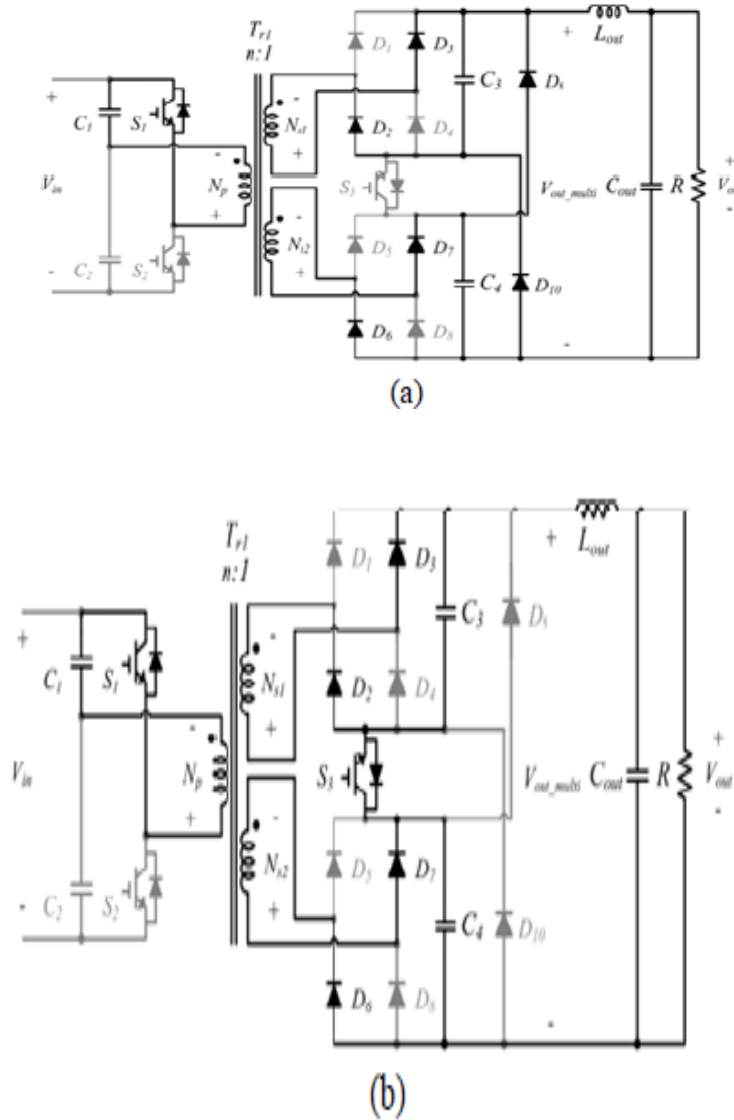 Tr1
n:1
D1
D3
Lout
+
+
C1
S1
Ns1
D2
D4
C3
D9
Vin
Np
S3
Vout_multi
Cout
R
Vo
C2
S2
Ns2
D5
D7
C4
D10
D6
D8
(a)
Tr1
n:1
D1
D3
Lout
+
+
C1
S1
Ns1
D2
D4
C3
Vin
Np
S3
Vout_multi
Cout
R
Vout
C2
S2
Ns2
D5
D7
C4
D10
D6
D8
(b)